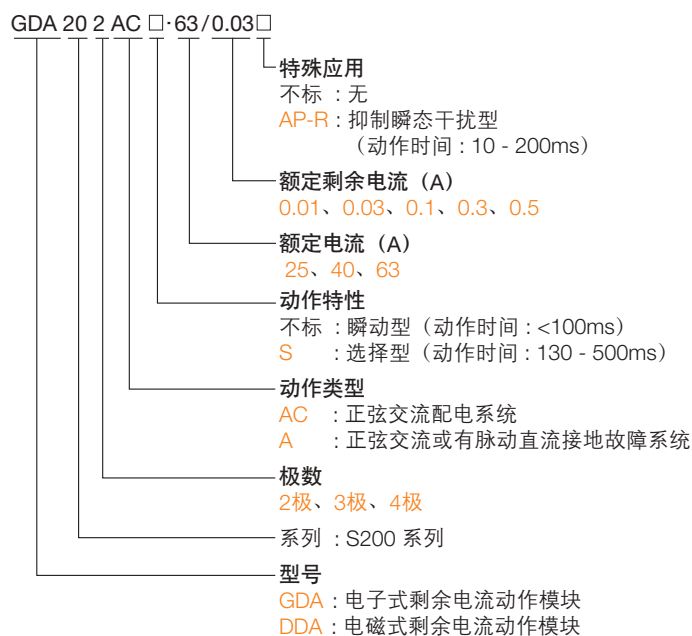 GDA 20 2 AC □·63/0.03□
特殊应用
不标 : 无
AP-R : 抑制瞬态干扰型
（动作时间 : 10 - 200ms）
额定剩余电流（A）
0.01、0.03、0.1、0.3、0.5
额定电流（A）
25、40、63
动作特性
不标 : 瞬动型（动作时间 : <100ms）
S : 选择型（动作时间 : 130 - 500ms）
动作类型
AC : 正弦交流配电系统
A : 正弦交流或有脉动直流接地故障系统
极数
2极、3极、4极
系列 : S200 系列
型号
GDA : 电子式剩余电流动作模块
DDA : 电磁式剩余电流动作模块